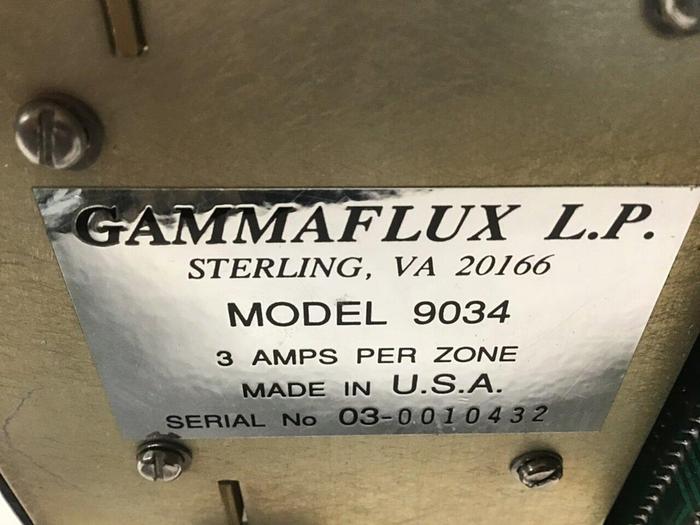 GAMMAFLUX L.P.
STERLING, VA 20166
MODEL 9034
3 AMPS PER ZONE
MADE IN U.S.A.
SERIAL No 03-0010432